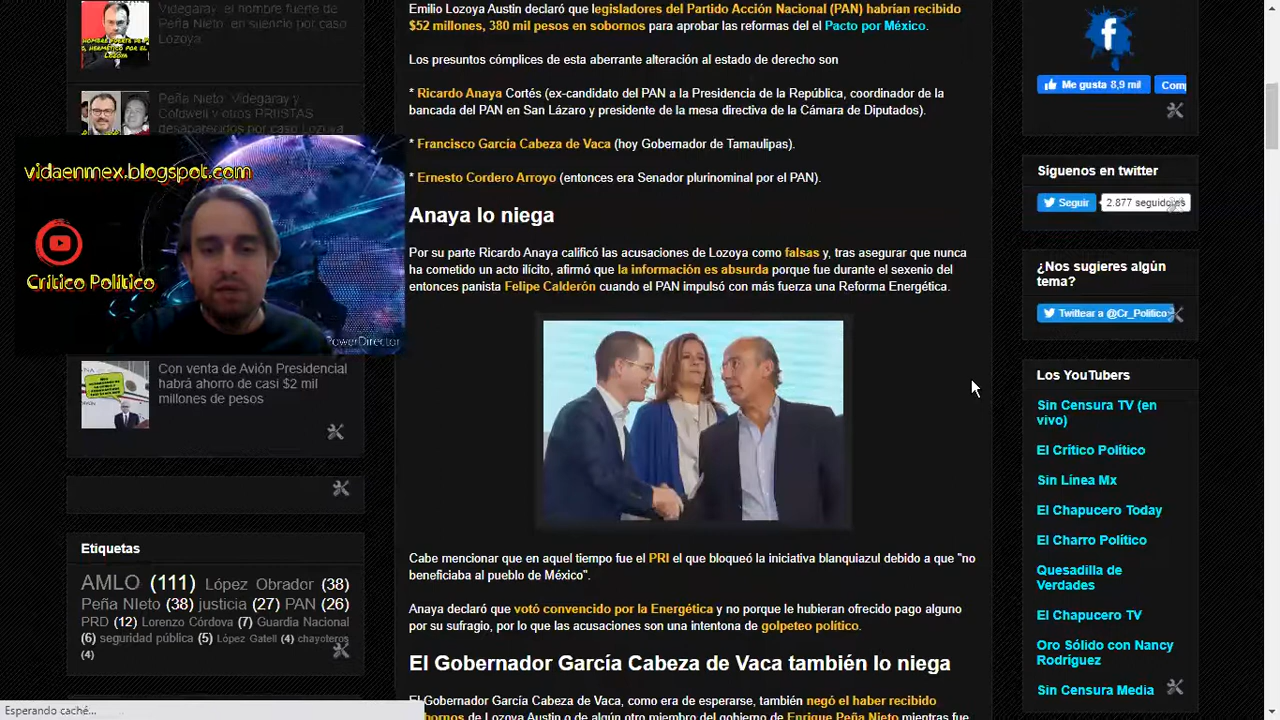 Videgaray, el hombre fuerte de
Peña Nieto, en silencio por caso
Lozoya
Peña Nieto, Videgaray y
Coldwell y otros PRIISTAS
desaparecidos por caso Lozoya
vidaenmex.blogspot.com
Crítico Político
PowerDirector
Con venta de Avión Presidencial
habrá ahorro de casi $2 mil
millones de pesos
Etiquetas
AMLO (111) López Obrador (38)
Peña NIeto (38) justicia (27) PAN (26)
PRD (12) Lorenzo Córdova (7) Guardia Nacional
(6) seguridad pública (5) López Gatell (4) chayoteros
(4)
Esperando caché...
Emilio Lozoya Austin declaró que legisladores del Partido Acción Nacional (PAN) habrían recibido
$52 millones, 380 mil pesos en sobornos para aprobar las reformas del el Pacto por México.
Los presuntos cómplices de esta aberrante alteración al estado de derecho son
* Ricardo Anaya Cortés (ex-candidato del PAN a la Presidencia de la República, coordinador de la
bancada del PAN en San Lázaro y presidente de la mesa directiva de la Cámara de Diputados).
* Francisco García Cabeza de Vaca (hoy Gobernador de Tamaulipas).
* Ernesto Cordero Arroyo (entonces era Senador plurinominal por el PAN).
Anaya lo niega
Por su parte Ricardo Anaya calificó las acusaciones de Lozoya como falsas y, tras asegurar que nunca
ha cometido un acto ilícito, afirmó que la información es absurda porque fue durante el sexenio del
entonces panista Felipe Calderón cuando el PAN impulsó con más fuerza una Reforma Energética.
Cabe mencionar que en aquel tiempo fue el PRI el que bloqueó la iniciativa blanquiazul debido a que "no
beneficiaba al pueblo de México".
Anaya declaró que votó convencido por la Energética y no porque le hubieran ofrecido pago alguno
por su sufragio, por lo que las acusaciones son una intentona de golpeteo político.
El Gobernador García Cabeza de Vaca también lo niega
El Gobernador García Cabeza de Vaca, como era de esperarse, también negó el haber recibido
sobornos de Lozoya Austin o de algún otro miembro del gobierno de Enrique Peña Nieto mientras fue
f
Me gusta 8,9 mil
Comp
Síguenos en twitter
Seguir
2.877 seguidores
¿Nos sugieres algún
tema?
Twittear a @Cr_Politico
Los YouTubers
Sin Censura TV (en
vivo)
El Crítico Político
Sin Línea Mx
El Chapucero Today
El Charro Político
Quesadilla de
Verdades
El Chapucero TV
Oro Sólido con Nancy
Rodriguez
Sin Censura Media